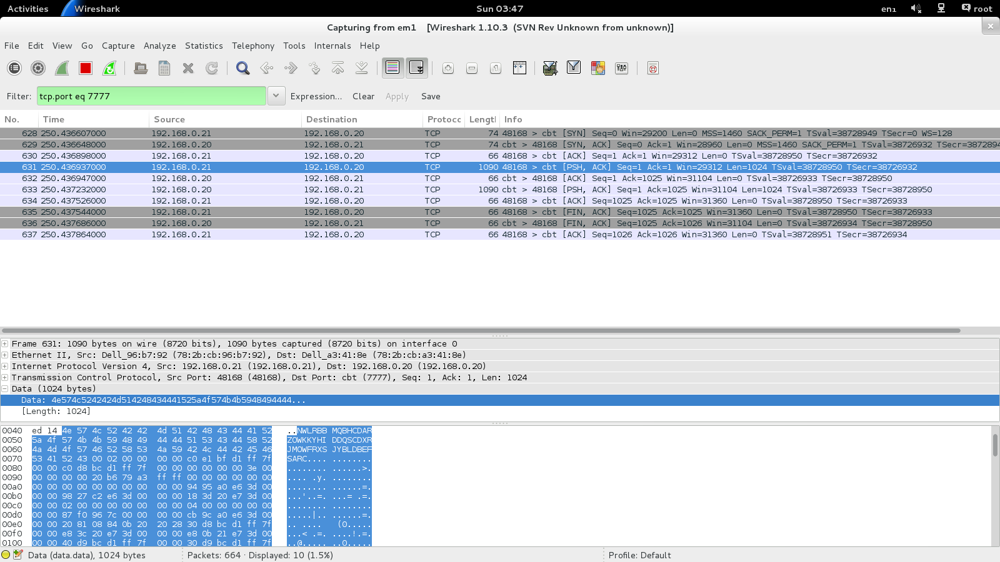 Activities Wireshark Sun 03:47 en₁ root
Capturing from em1 [Wireshark 1.10.3 (SVN Rev Unknown from unknown)]
File Edit View Go Capture Analyze Statistics Telephony Tools Internals Help
Filter: tcp.port eq 7777 Expression... Clear Apply Save
No. Time Source Destination Protocc Lengtl Info
628 250.436607000 192.168.0.21 192.168.0.20 TCP 74 48168 > cbt [SYN] Seq=0 Win=29200 Len=0 MSS=1460 SACK_PERM=1 TSval=38728949 TSecr=0 WS=128
629 250.436648000 192.168.0.20 192.168.0.21 TCP 74 cbt > 48168 [SYN, ACK] Seq=0 Ack=1 Win=28960 Len=0 MSS=1460 SACK_PERM=1 TSval=38726932 TSecr=3872894
630 250.436898000 192.168.0.21 192.168.0.20 TCP 66 48168 > cbt [ACK] Seq=1 Ack=1 Win=29312 Len=0 TSval=38728950 TSecr=38726932
631 250.436937000 192.168.0.21 192.168.0.20 TCP 1090 48168 > cbt [PSH, ACK] Seq=1 Ack=1 Win=29312 Len=1024 TSval=38728950 TSecr=38726932
632 250.436947000 192.168.0.20 192.168.0.21 TCP 66 cbt > 48168 [ACK] Seq=1 Ack=1025 Win=31104 Len=0 TSval=38726933 TSecr=38728950
633 250.437232000 192.168.0.20 192.168.0.21 TCP 1090 cbt > 48168 [PSH, ACK] Seq=1 Ack=1025 Win=31104 Len=1024 TSval=38726933 TSecr=38728950
634 250.437526000 192.168.0.21 192.168.0.20 TCP 66 48168 > cbt [ACK] Seq=1025 Ack=1025 Win=31360 Len=0 TSval=38728950 TSecr=38726933
635 250.437544000 192.168.0.21 192.168.0.20 TCP 66 48168 > cbt [FIN, ACK] Seq=1025 Ack=1025 Win=31360 Len=0 TSval=38728950 TSecr=38726933
636 250.437686000 192.168.0.20 192.168.0.21 TCP 66 cbt > 48168 [FIN, ACK] Seq=1025 Ack=1026 Win=31104 Len=0 TSval=38726934 TSecr=38728950
637 250.437864000 192.168.0.21 192.168.0.20 TCP 66 48168 > cbt [ACK] Seq=1026 Ack=1026 Win=31360 Len=0 TSval=38728951 TSecr=38726934
Frame 631: 1090 bytes on wire (8720 bits), 1090 bytes captured (8720 bits) on interface 0
Ethernet II, Src: Dell_96:b7:92 (78:2b:cb:96:b7:92), Dst: Dell_a3:41:8e (78:2b:cb:a3:41:8e)
Internet Protocol Version 4, Src: 192.168.0.21 (192.168.0.21), Dst: 192.168.0.20 (192.168.0.20)
Transmission Control Protocol, Src Port: 48168 (48168), Dst Port: cbt (7777), Seq: 1, Ack: 1, Len: 1024
Data (1024 bytes)
Data: 4e574c5242424d514248434441525a4f574b4b5948494444...
[Length: 1024]
0040 ed 14 4e 57 4c 52 42 42 4d 51 42 48 43 44 41 52 ..NWLRBB MQBHCDAR
0050 5a 4f 57 4b 4b 59 48 49 44 44 51 53 43 44 58 52 ZOWKKYHI DDQSCDXR
0060 4a 4d 4f 57 46 52 58 53 4a 59 42 4c 44 42 45 46 JMOWFRXS JYBLDBEF
0070 53 41 52 43 00 02 00 00 00 00 c0 e1 bf d1 ff 7f SARC.... ........
0080 00 00 c0 d8 bc d1 ff 7f 00 00 00 00 00 00 3e 00 ........ ......>.
0090 00 00 00 00 20 b6 79 a3 ff ff 00 00 00 00 00 00 .... .y. ........
00a0 00 00 00 00 00 00 00 00 00 00 94 95 a0 e6 3d 00 ........ ......=.
00b0 00 00 98 27 c2 e6 3d 00 00 00 18 3d 20 e7 3d 00 ...'..=. ...= .=.
00c0 00 00 02 00 00 00 00 00 00 00 04 00 00 00 00 00 ........ ........
00d0 00 00 87 f0 96 7c 00 00 00 00 cb 9c a0 e6 3d 00 .....|.. ......=.
00e0 00 00 20 81 08 84 0b 20 20 28 30 d8 bc d1 ff 7f .. .... (0.....
00f0 00 00 e8 3c 20 e7 3d 00 00 00 e8 0b 21 e7 3d 00 ...< .=. ....!.=.
0100 00 00 40 d9 bc d1 ff 7f 00 00 30 d9 bc d1 ff 7f ..@..... ..0.....
Data (data.data), 1024 bytes Packets: 664 · Displayed: 10 (1.5%) Profile: Default